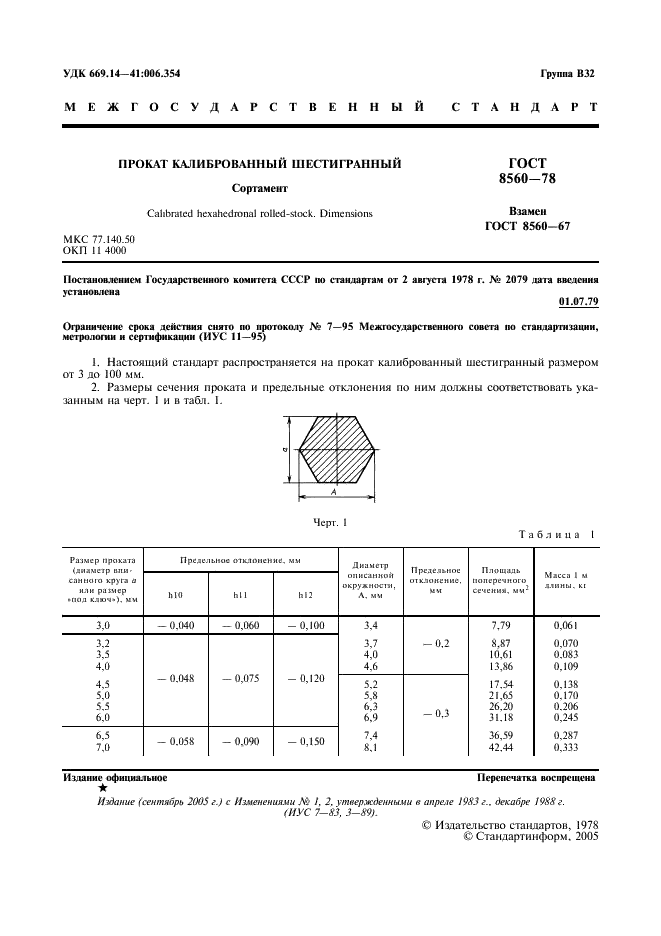 УДК 669.14—41:006.354 Группа В32
МЕЖГОСУДАРСТВЕННЫЙ СТАНДАРТ
ПРОКАТ КАЛИБРОВАННЫЙ ШЕСТИГРАННЫЙ
Сортамент
Calibrated hexahedronal rolled-stock. Dimensions
ГОСТ
8560—78
Взамен
ГОСТ 8560—67
МКС 77.140.50
ОКП 11 4000
Постановлением Государственного комитета СССР по стандартам от 2 августа 1978 г. № 2079 дата введения
установлена
01.07.79
Ограничение срока действия снято по протоколу № 7—95 Межгосударственного совета по стандартизации,
метрологии и сертификации (ИУС 11—95)
1. Настоящий стандарт распространяется на прокат калиброванный шестигранный размером
от 3 до 100 мм.
2. Размеры сечения проката и предельные отклонения по ним должны соответствовать ука-
занным на черт. 1 и в табл. 1.
a
A
Черт. 1
Таблица 1
Размер проката
(диаметр впи-
санного круга a
или размер
«под ключ»), мм
Предельное отклонение, мм
h10 h11 h12
Диаметр
описанной
окружности,
А, мм
Предельное
отклонение,
мм
Площадь
поперечного
сечения, мм²
Масса 1 м
длины, кг
3,0 — 0,040 — 0,060 — 0,100 3,4 7,79 0,061
3,2 3,7 — 0,2 8,87 0,070
3,5 4,0 10,61 0,083
4,0 4,6 13,86 0,109
— 0,048 — 0,075 — 0,120
4,5 5,2 17,54 0,138
5,0 5,8 21,65 0,170
5,5 6,3 26,20 0,206
— 0,3
6,0 6,9 31,18 0,245
6,5 7,4 36,59 0,287
— 0,058 — 0,090 — 0,150
7,0 8,1 42,44 0,333
Издание официальное Перепечатка воспрещена
Издание (сентябрь 2005 г.) с Изменениями № 1, 2, утвержденными в апреле 1983 г., декабре 1988 г.
(ИУС 7—83, 3—89).
© Издательство стандартов, 1978
© Стандартинформ, 2005